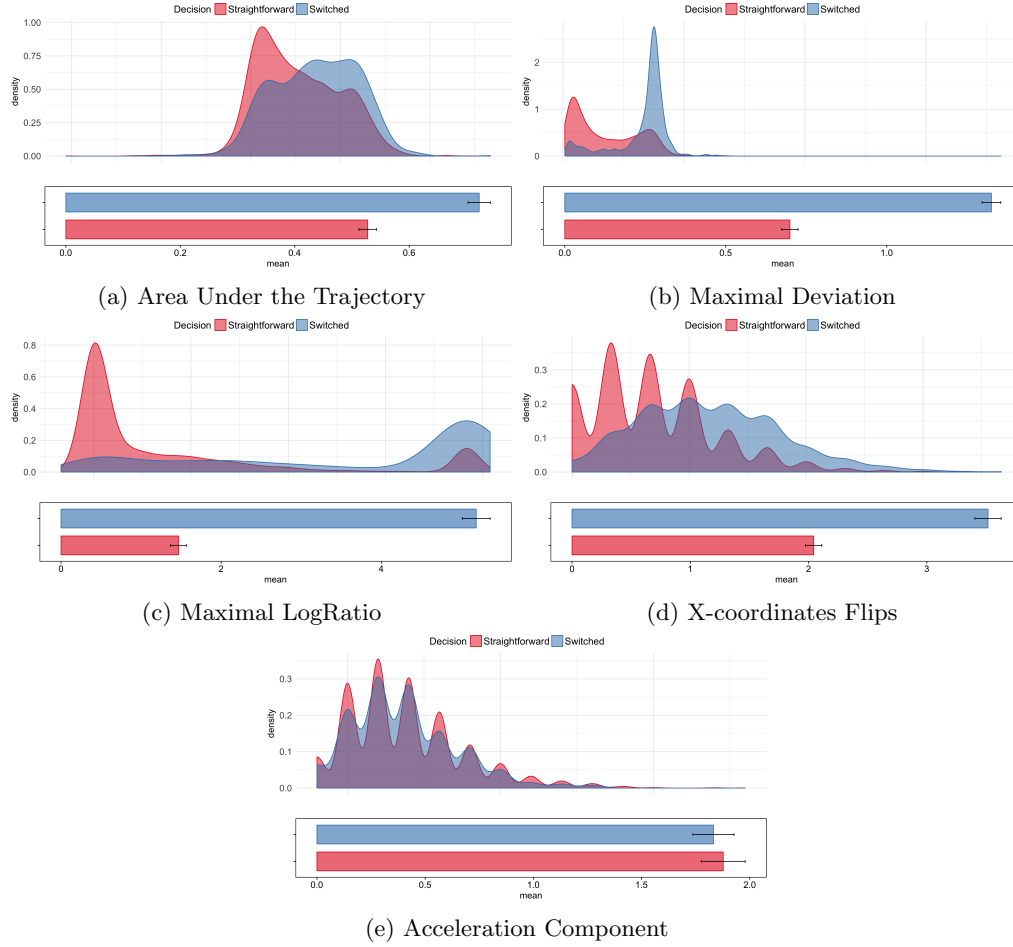 Decision Straightforward Switched
Decision Straightforward Switched
density
1.00
0.75
0.50
0.25
0.00
density
2
1
0
0.0 0.2 0.4 0.6
mean
0.0 0.5 1.0
mean
(a) Area Under the Trajectory
(b) Maximal Deviation
Decision Straightforward Switched
Decision Straightforward Switched
density
0.8
0.6
0.4
0.2
0.0
density
0.3
0.2
0.1
0.0
0 2 4
mean
0 1 2 3
mean
(c) Maximal LogRatio
(d) X-coordinates Flips
Decision Straightforward Switched
density
0.3
0.2
0.1
0.0
0.0 0.5 1.0 1.5 2.0
mean
(e) Acceleration Component